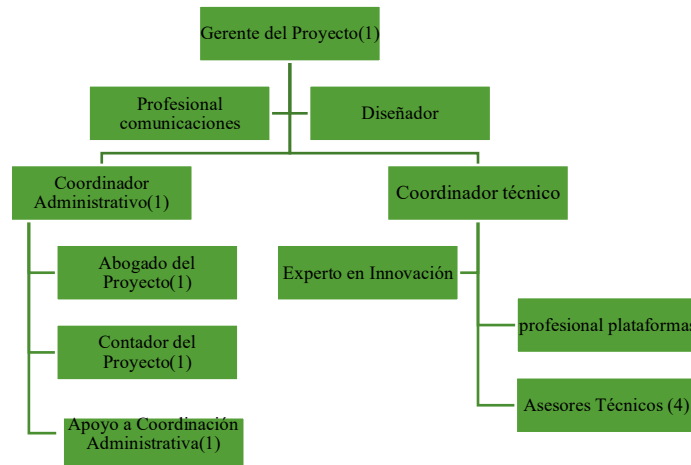 Gerente del Proyecto(1)
Profesional
comunicaciones
Diseñador
Coordinador
Administrativo(1)
Coordinador técnico
Abogado del
Proyecto(1)
Experto en Innovación
profesional plataformas
Contador del
Proyecto(1)
Asesores Técnicos (4)
Apoyo a Coordinación
Administrativa(1)